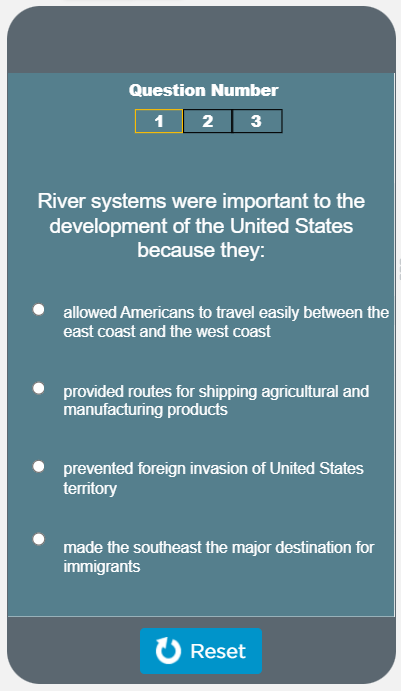 Question Number
1 2 3
River systems were important to the
development of the United States
because they:
allowed Americans to travel easily between the
east coast and the west coast
provided routes for shipping agricultural and
manufacturing products
prevented foreign invasion of United States
territory
made the southeast the major destination for
immigrants
Reset